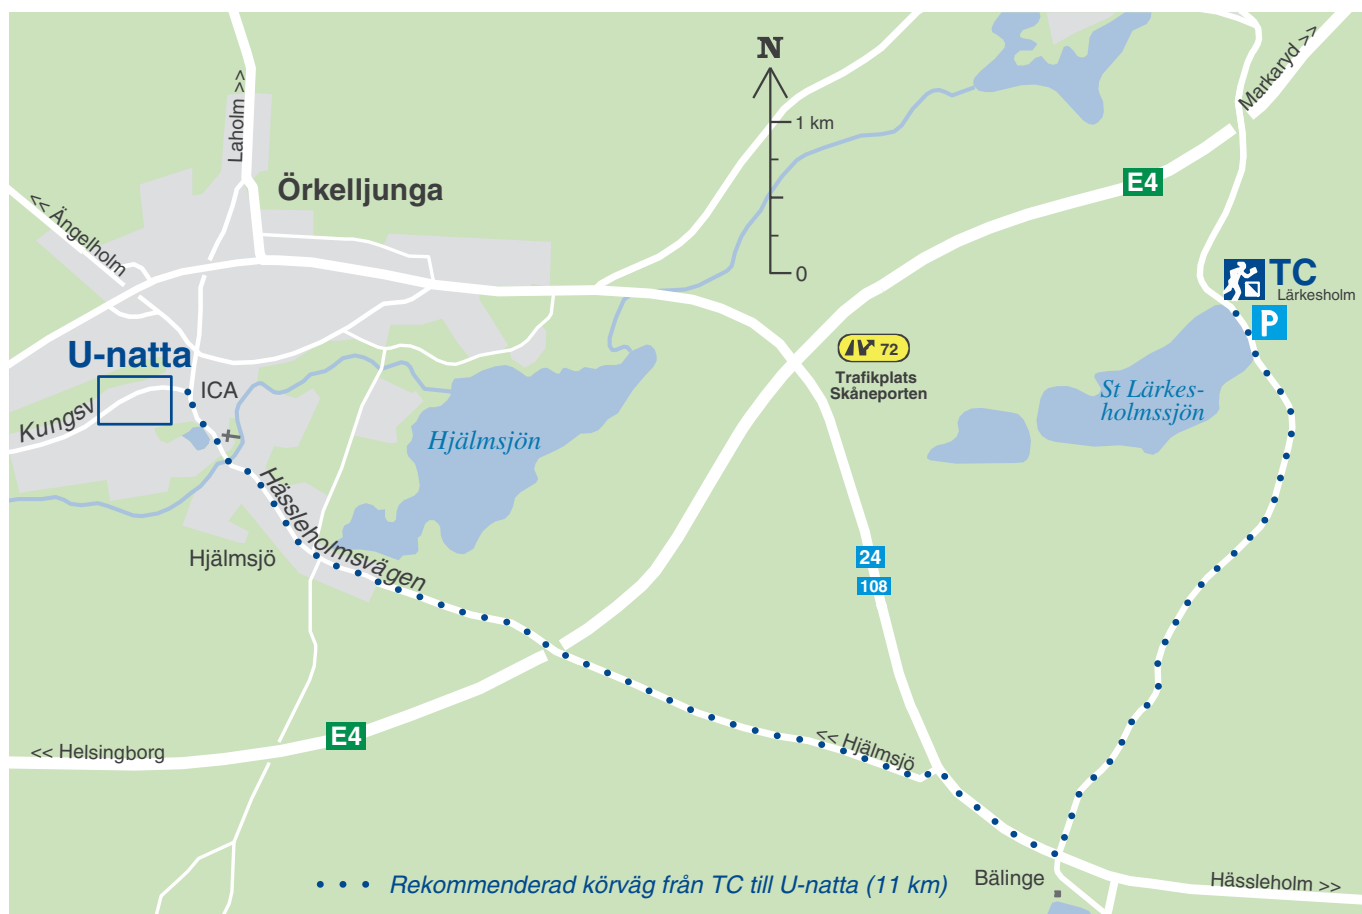 N
Markaryd >>
Laholm >>
1 km
E4
Örkelljunga
<< Ängelholm
0
TC
Lärkesholm
P
72
Trafikplats
Skåneporten
U-natta
ICA
Kungsv
St Lärkes-
holmssjön
Hjälmsjön
Hässleholmsvägen
Hjälmsjö
24
108
E4
<< Helsingborg
<< Hjälmsjö
Bälinge
Hässleholm >>
Rekommenderad körväg från TC till U-natta (11 km)